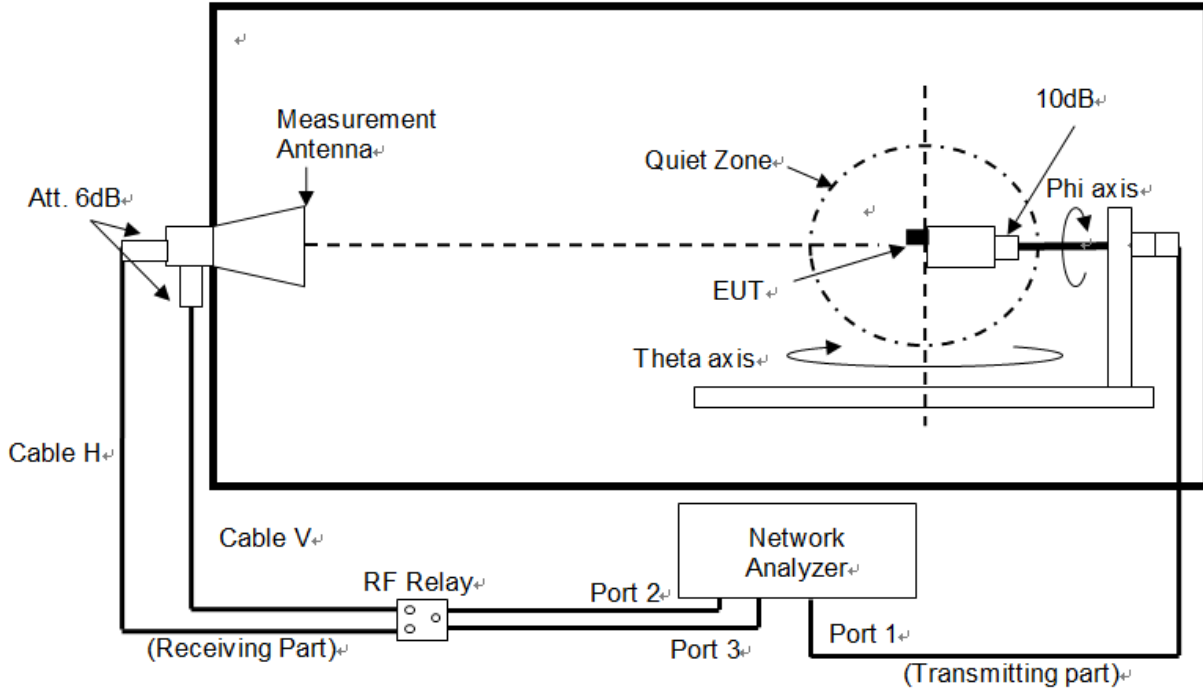 10dB
Measurement
Antenna
Quiet Zone
Phi axis
Att. 6dB
EUT
Theta axis
Cable H
Cable V
Network
Analyzer
RF Relay
Port 2
Port 3
Port 1
(Receiving Part)
(Transmitting part)